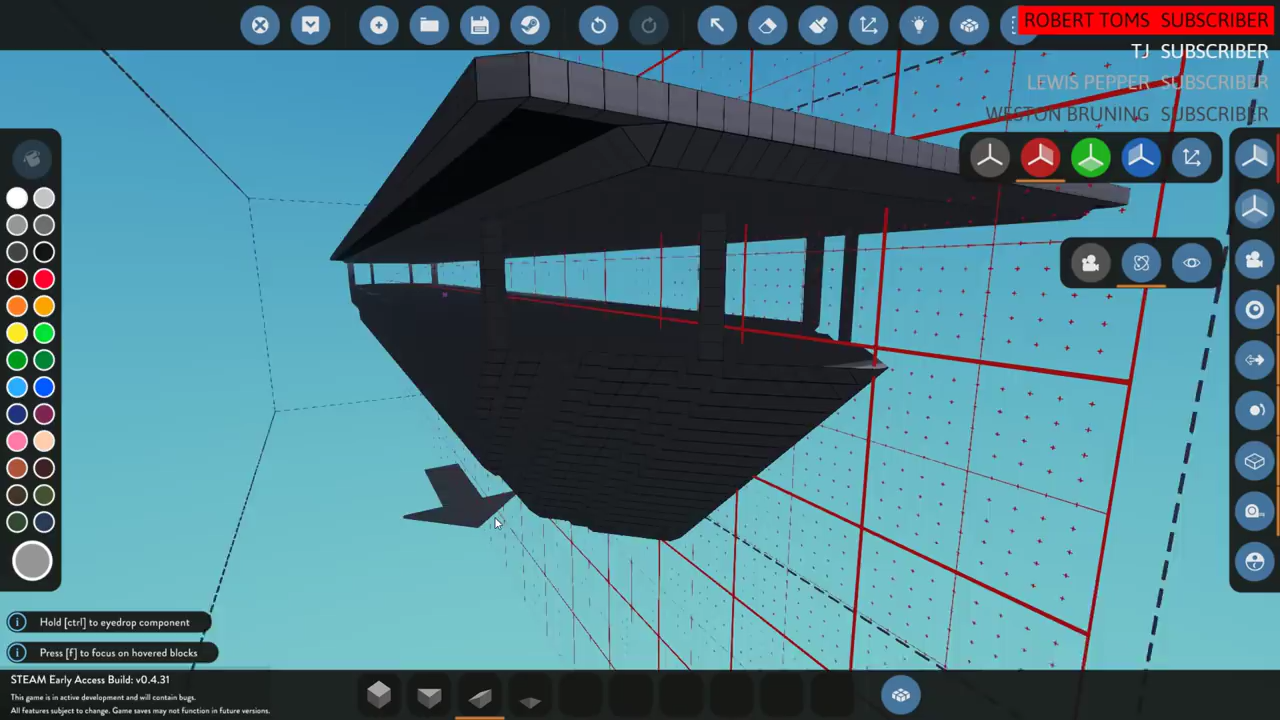 ROBERT TOMS SUBSCRIBER
TJ SUBSCRIBER
LEWIS PEPPER SUBSCRIBER
WESTON BRUNING SUBSCRIBER
Hold [ctrl] to eyedrop component
Press [f] to focus on hovered blocks
STEAM Early Access Build: v0.4.31
This game is in active development and will contain bugs.
All features subject to change. Game saves may not function in future versions.